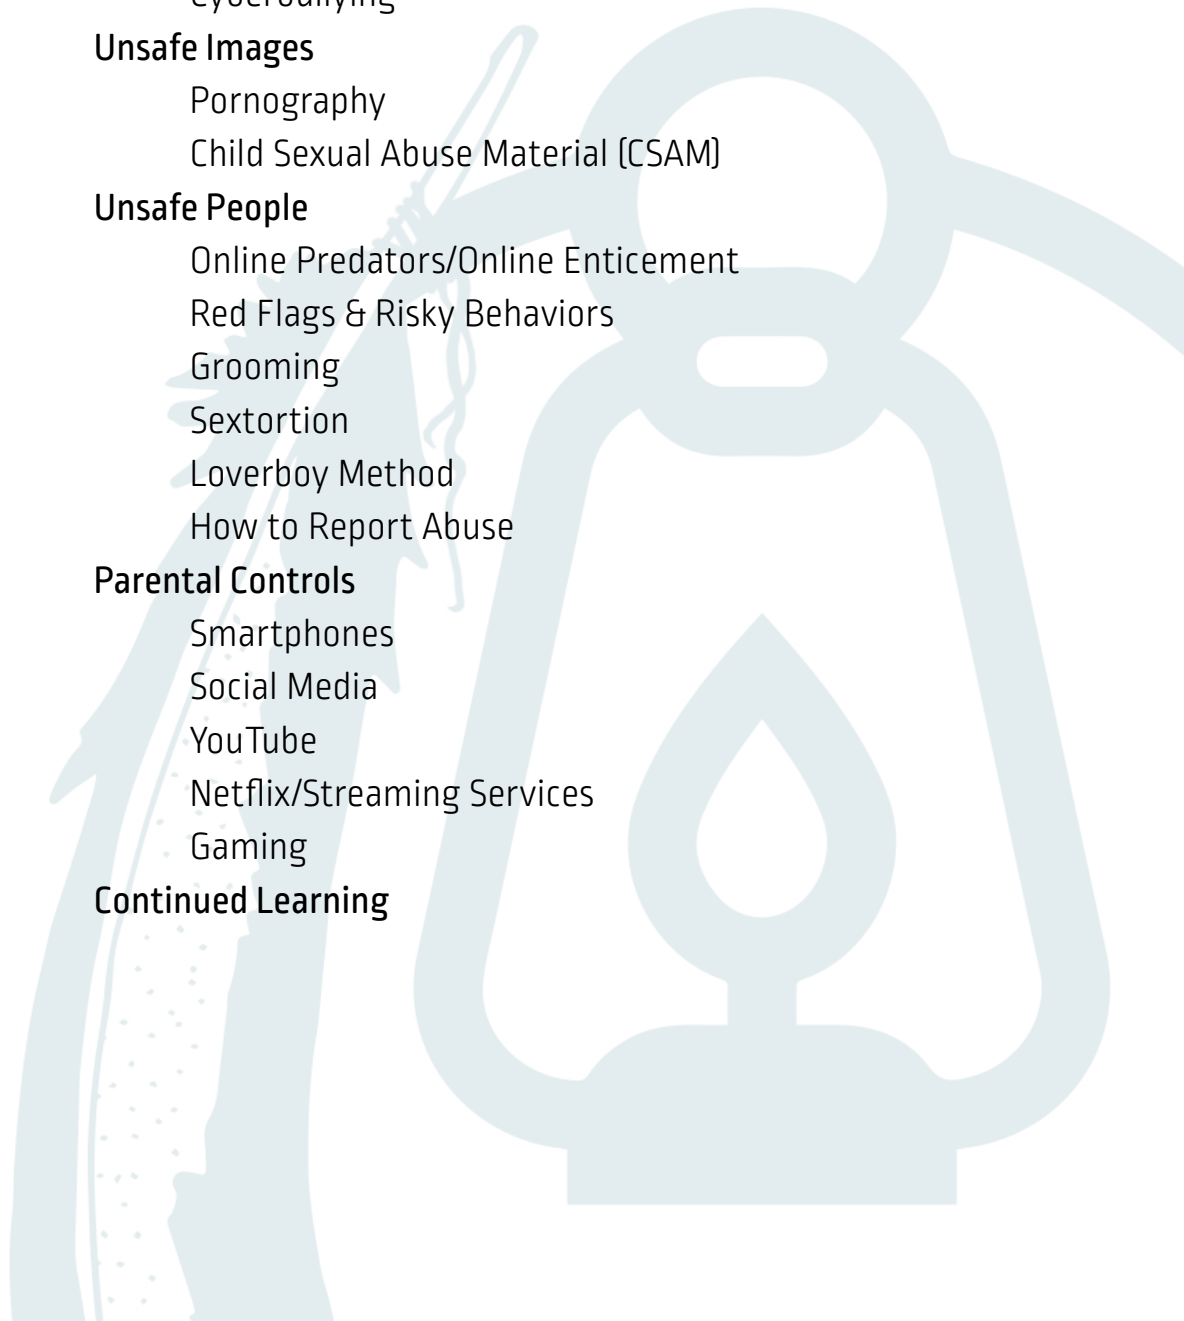 Cyberbullying
Unsafe Images
Pornography
Child Sexual Abuse Material (CSAM)
Unsafe People
Online Predators/Online Enticement
Red Flags & Risky Behaviors
Grooming
Sextortion
Loverboy Method
How to Report Abuse
Parental Controls
Smartphones
Social Media
YouTube
Netflix/Streaming Services
Gaming
Continued Learning